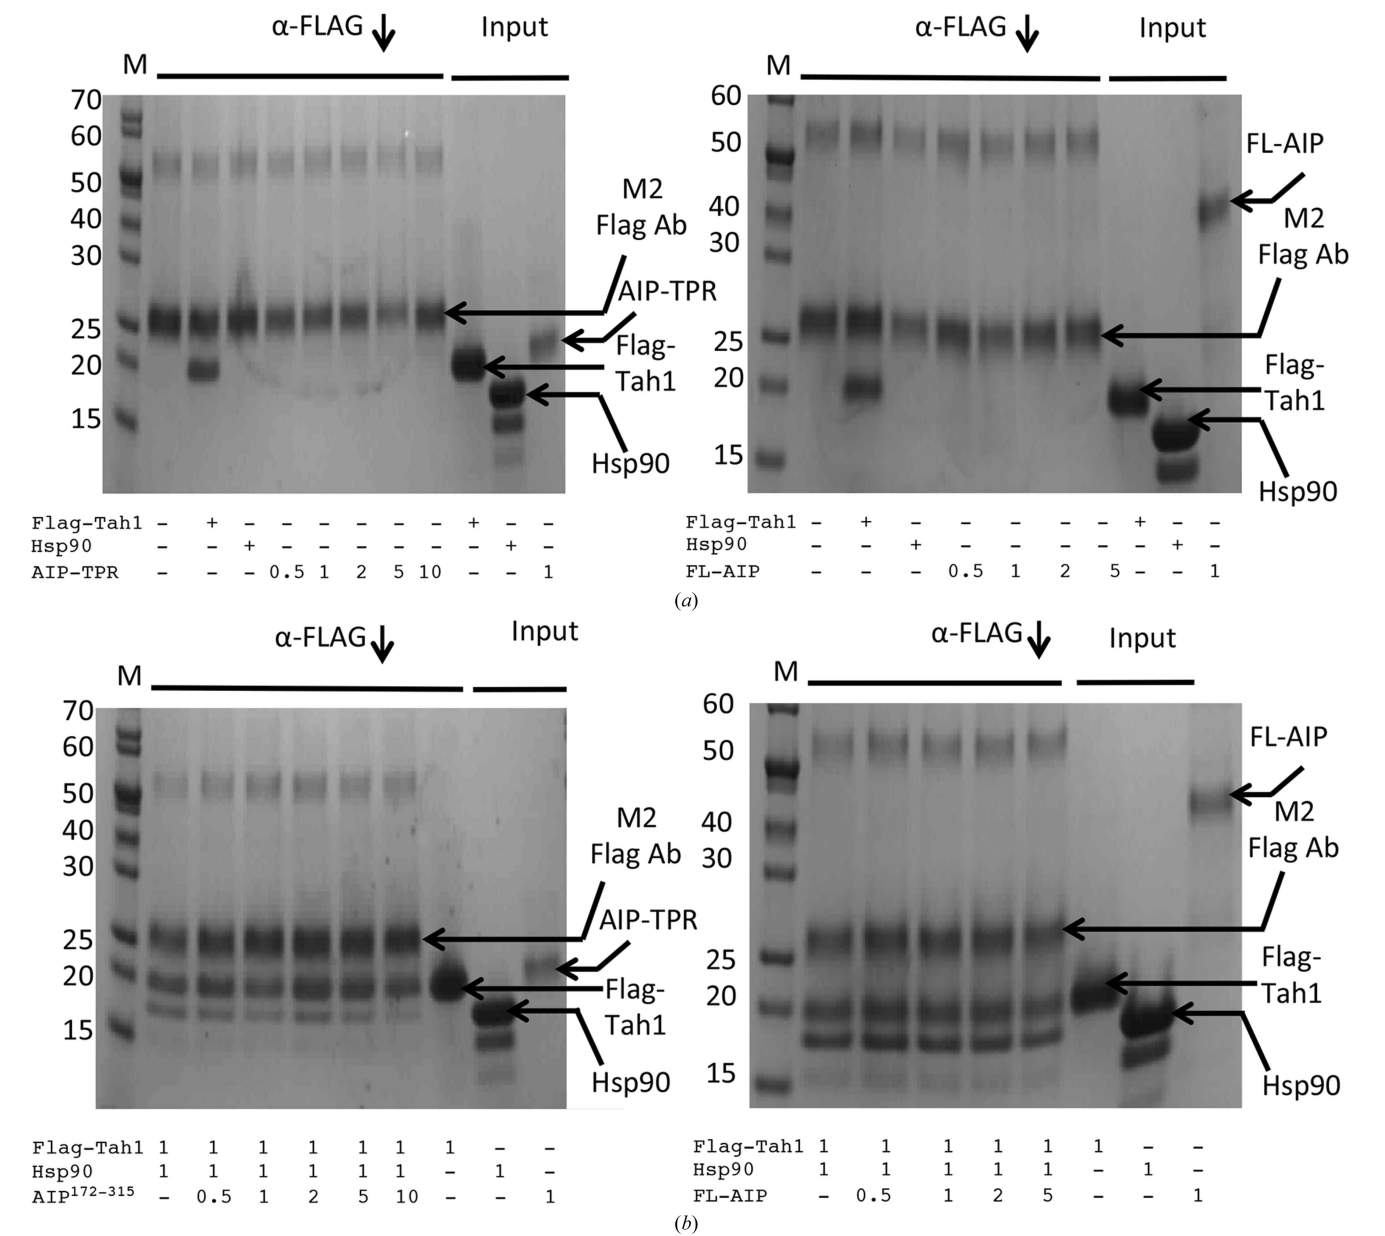 α-FLAG Input
M
70
60
50
40
30
25
20
15
M2
Flag Ab
AIP-TPR
Flag-
Tah1
Hsp90
Flag-Tah1 – + – – – – – – + – –
Hsp90 – – + – – – – – – + –
AIP-TPR – – – 0.5 1 2 5 10 – – 1
α-FLAG Input
M
60
50
40
30
25
20
15
FL-AIP
M2
Flag Ab
Flag-
Tah1
Hsp90
Flag-Tah1 – + – – – – – + – –
Hsp90 – – + – – – – – + –
FL-AIP – – – 0.5 1 2 5 – – 1
(a)
α-FLAG Input
M
70
60
50
40
30
25
20
15
M2
Flag Ab
AIP-TPR
Flag-
Tah1
Hsp90
Flag-Tah1 1 1 1 1 1 1 1 – –
Hsp90 1 1 1 1 1 1 – 1 –
AIP172-315 – 0.5 1 2 5 10 – – 1
α-FLAG Input
M
60
50
40
30
25
20
15
FL-AIP
M2
Flag Ab
Flag-
Tah1
Hsp90
Flag-Tah1 1 1 1 1 1 1 – –
Hsp90 1 1 1 1 1 – 1 –
FL-AIP – 0.5 1 2 5 – – 1
(b)